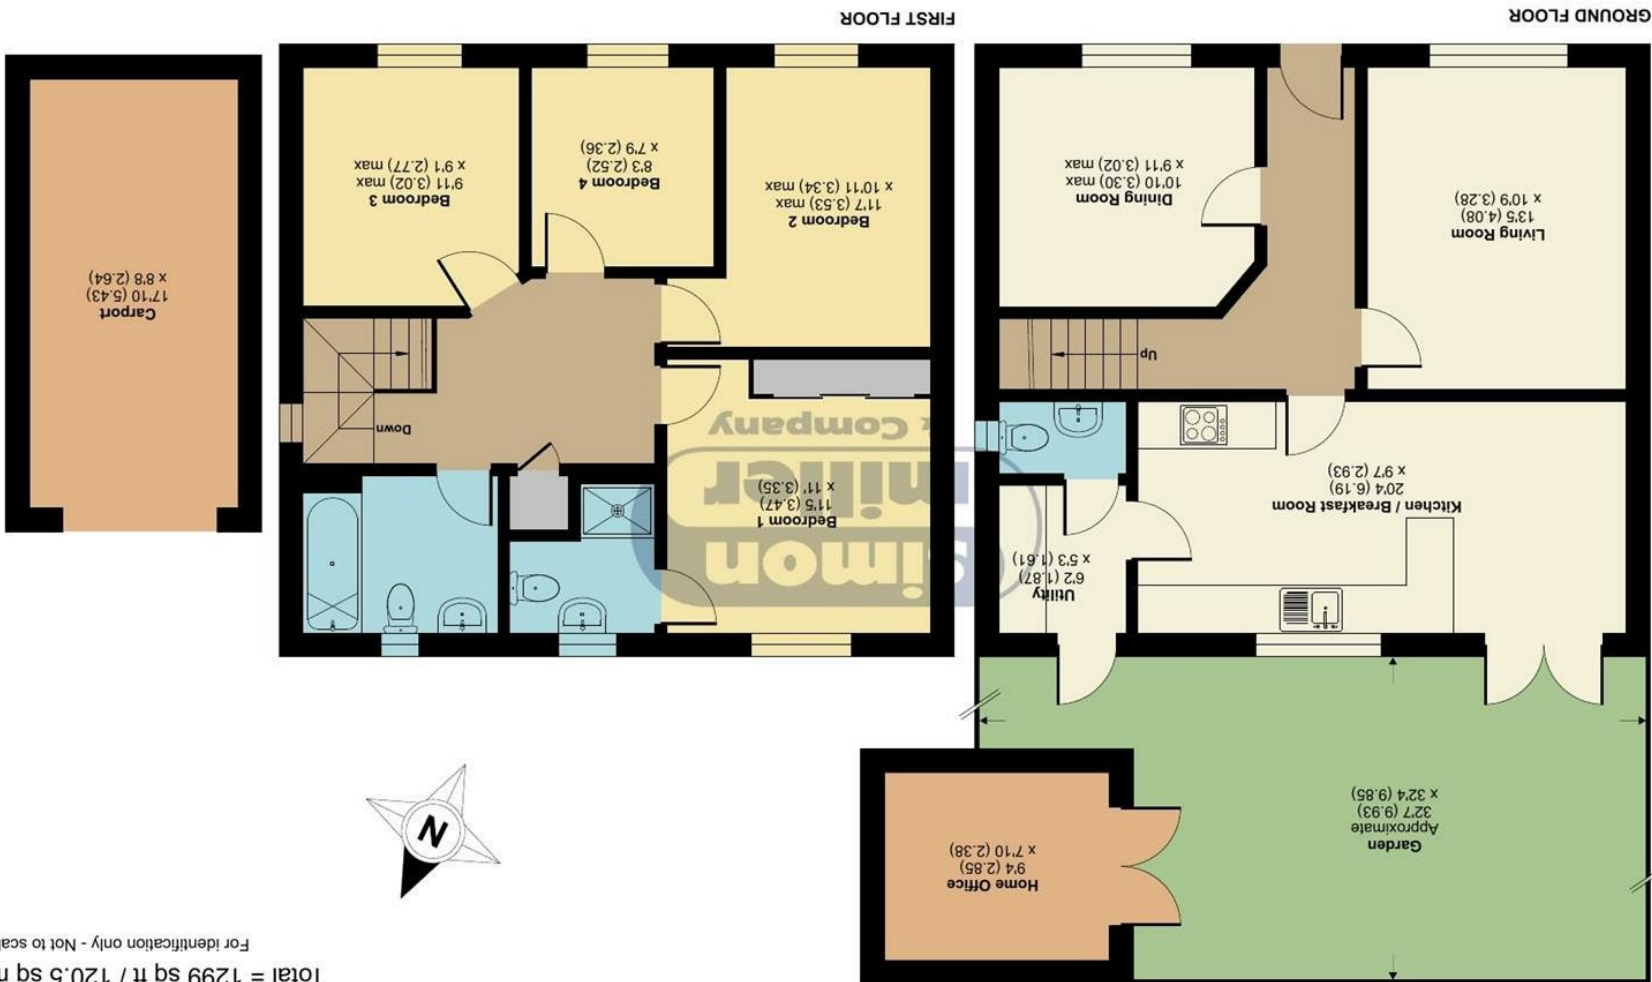 Total = 1299 sq ft / 120.5 sq m
For identification only - Not to scale
Garden
Approximate
32'7 (9.93)
x 32'4 (9.85)
Home Office
9'4 (2.85)
x 7'10 (2.38)
N
Kitchen / Breakfast Room
20'4 (6.19)
x 9'7 (2.93)
Utility
6'2 (1.87)
x 5'3 (1.61)
Up
Living Room
13'5 (4.08)
x 10'9 (3.28)
Dining Room
10'10 (3.30) max
x 9'11 (3.02) max
GROUND FLOOR
simon
miller
& Company
Bedroom 1
11'5 (3.47)
x 11' (3.35)
Down
Bedroom 2
11'7 (3.53) max
x 10'11 (3.34) max
Bedroom 4
8'3 (2.52)
x 7'9 (2.36)
Bedroom 3
9'11 (3.02) max
x 9'1 (2.77) max
FIRST FLOOR
Carport
17'10 (5.43)
x 8'8 (2.64)